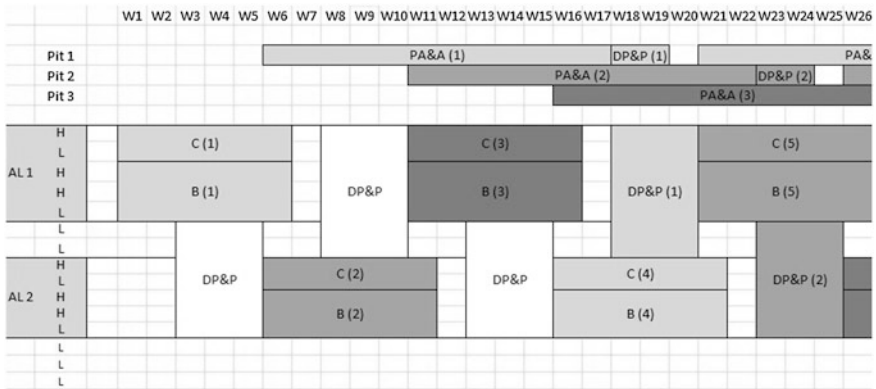 W1 W2 W3 W4 W5 W6 W7 W8 W9 W10 W11 W12 W13 W14 W15 W16 W17 W18 W19 W20 W21 W22 W23 W24 W25 W26
Pit 1 PA&A (1) DP&P (1) PA&
Pit 2 PA&A (2) DP&P (2)
Pit 3 PA&A (3)
H
C (1) C (3) C (5)
L
AL 1 H
H B (1) DP&P B (3) DP&P (1) B (5)
L
L
L
H
C (2) C (4)
L DP&P DP&P DP&P (2)
AL 2 H
H B (2) B (4)
L
L
L
L